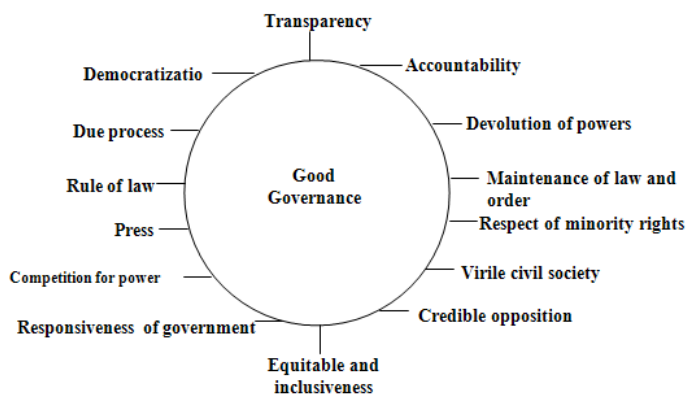 Transparency
Accountability
Democratizatio
Devolution of powers
Due process
Good
Governance
Maintenance of law and
order
Rule of law
Respect of minority rights
Press
Virile civil society
Competition for power
Credible opposition
Responsiveness of government
Equitable and
inclusiveness